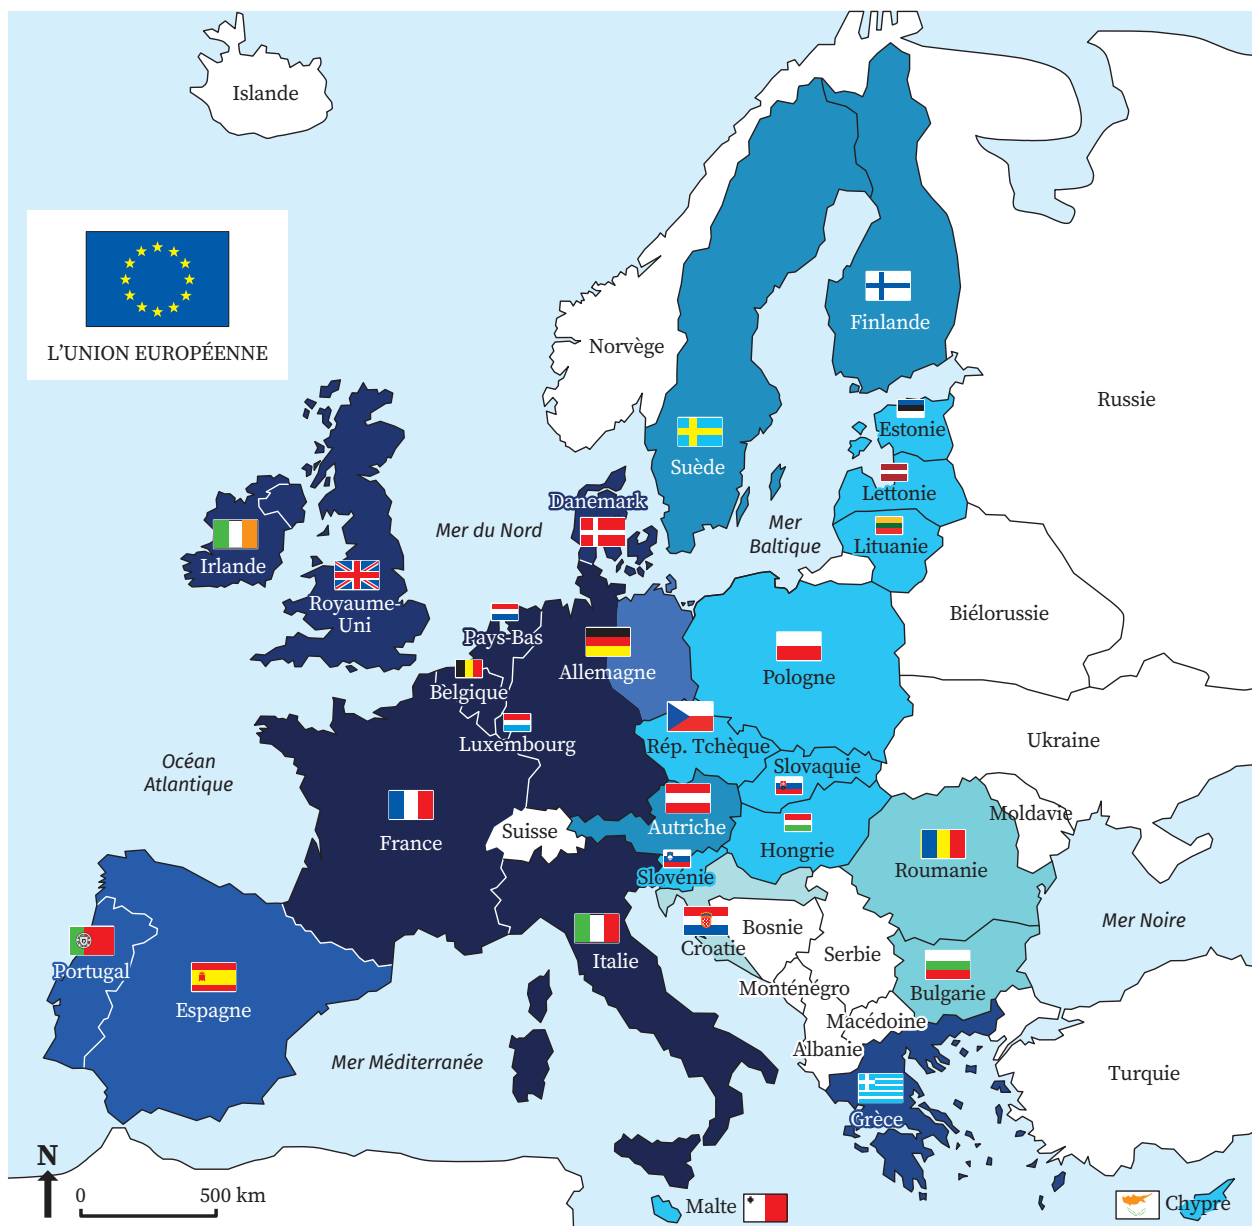 Islande
L'UNION EUROPÉENNE
Norvège
Finlande
Russie
Estonie
Suède
Lettonie
Danemark
Mer du Nord
Mer
Baltique
Lituanie
Irlande
Royaume-
Uni
Biélorussie
Pays-Bas
Allemagne
Pologne
Belgique
Luxembourg
Rép. Tchèque
Ukraine
Océan
Atlantique
Slovaquie
Moldavie
Suisse
Autriche
France
Hongrie
Roumanie
Slovénie
Mer Noire
Bosnie
Croatie
Serbie
Italie
Portugal
Espagne
Monténégro
Bulgarie
Macédoine
Albanie
Mer Méditerranée
Turquie
Grèce
N
0 500 km
Malte
Chypre